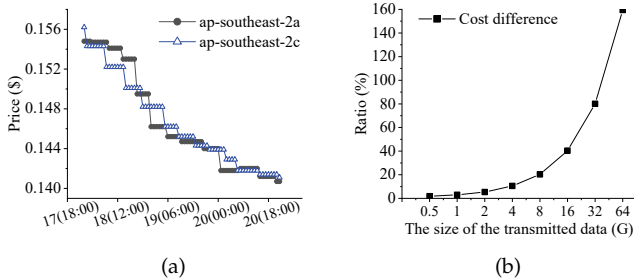 0.156
0.152
0.148
0.144
0.140
Price ($)
ap-southeast-2a
ap-southeast-2c
17(18:00)
18(12:00)
19(06:00)
20(00:00)
20(18:00)
(a)
160
140
120
100
80
60
40
20
0
Ratio (%)
Cost difference
0.5 1 2 4 8 16 32 64
The size of the transmitted data (G)
(b)